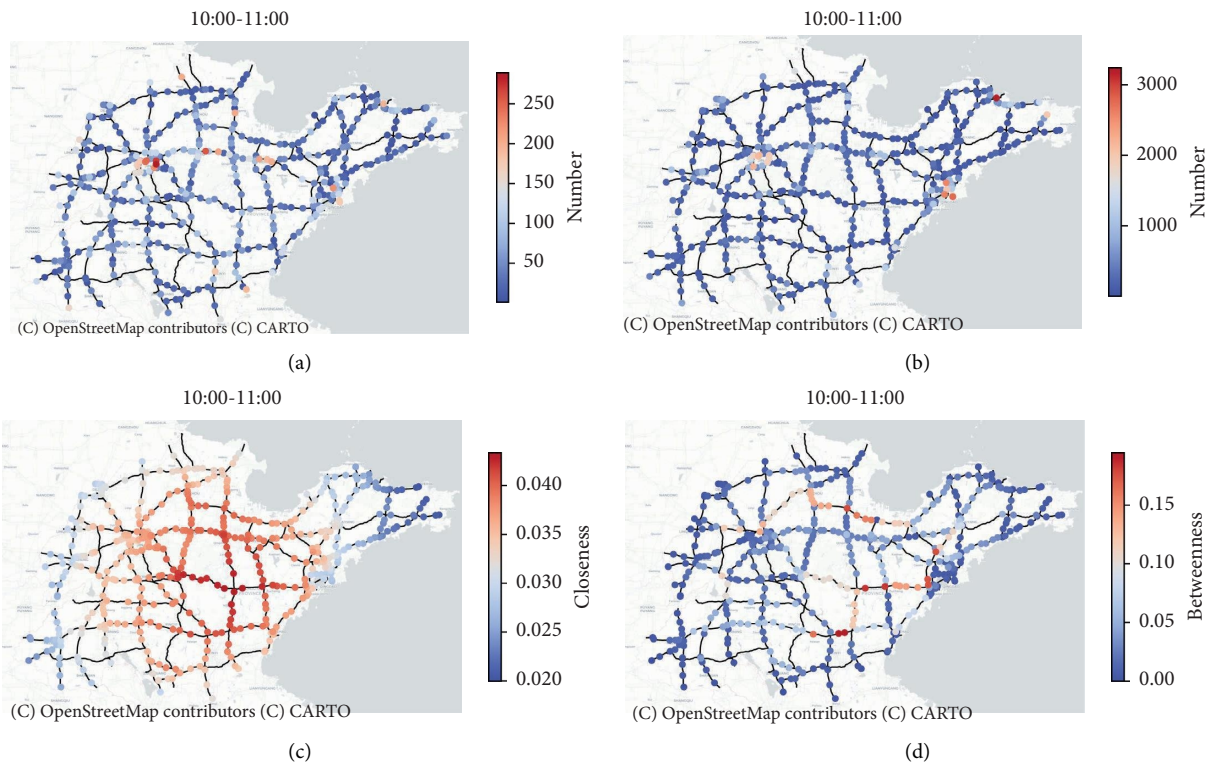 10:00-11:00
250
200
150
100
50
Number
(C) OpenStreetMap contributors (C) CARTO
(a)
10:00-11:00
3000
2000
1000
Number
(C) OpenStreetMap contributors (C) CARTO
(b)
10:00-11:00
0.040
0.035
0.030
0.025
0.020
Closeness
(C) OpenStreetMap contributors (C) CARTO
(c)
10:00-11:00
0.15
0.10
0.05
0.00
Betweenness
(C) OpenStreetMap contributors (C) CARTO
(d)